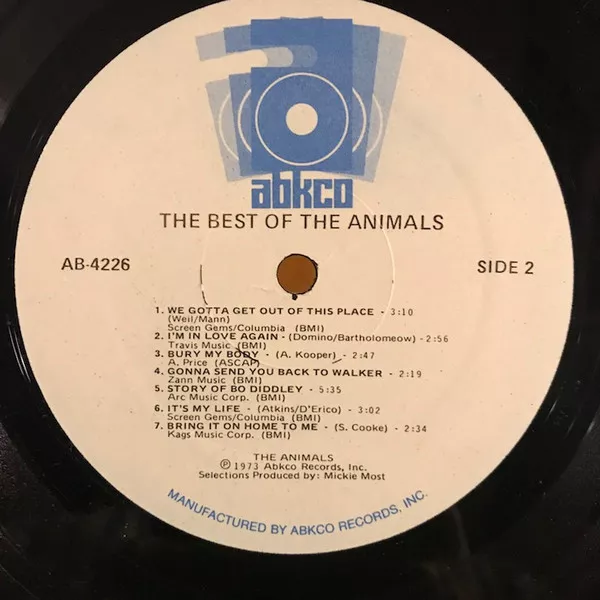 abkco
THE BEST OF THE ANIMALS
AB-4226
SIDE 2
1. WE GOTTA GET OUT OF THIS PLACE - 3:10
(Weil/Mann)
Screen Gems/Columbia (BMI)
2. I'M IN LOVE AGAIN - (Domino/Bartholomeow) - 2:56
Travis Music (BMI)
3. BURY MY BODY - (A. Kooper) - 2:47
A. Price (ASCAP)
4. GONNA SEND YOU BACK TO WALKER - 2:19
Zann Music (BMI)
5. STORY OF BO DIDDLEY - 5:35
Arc Music Corp. (BMI)
6. IT'S MY LIFE - (Atkins/D'Erico) - 3:02
Screen Gems/Columbia (BMI)
7. BRING IT ON HOME TO ME - (S. Cooke) - 2:34
Kags Music Corp. (BMI)
THE ANIMALS
℗ 1973 Abkco Records, Inc.
Selections Produced by: Mickie Most
MANUFACTURED BY ABKCO RECORDS, INC.